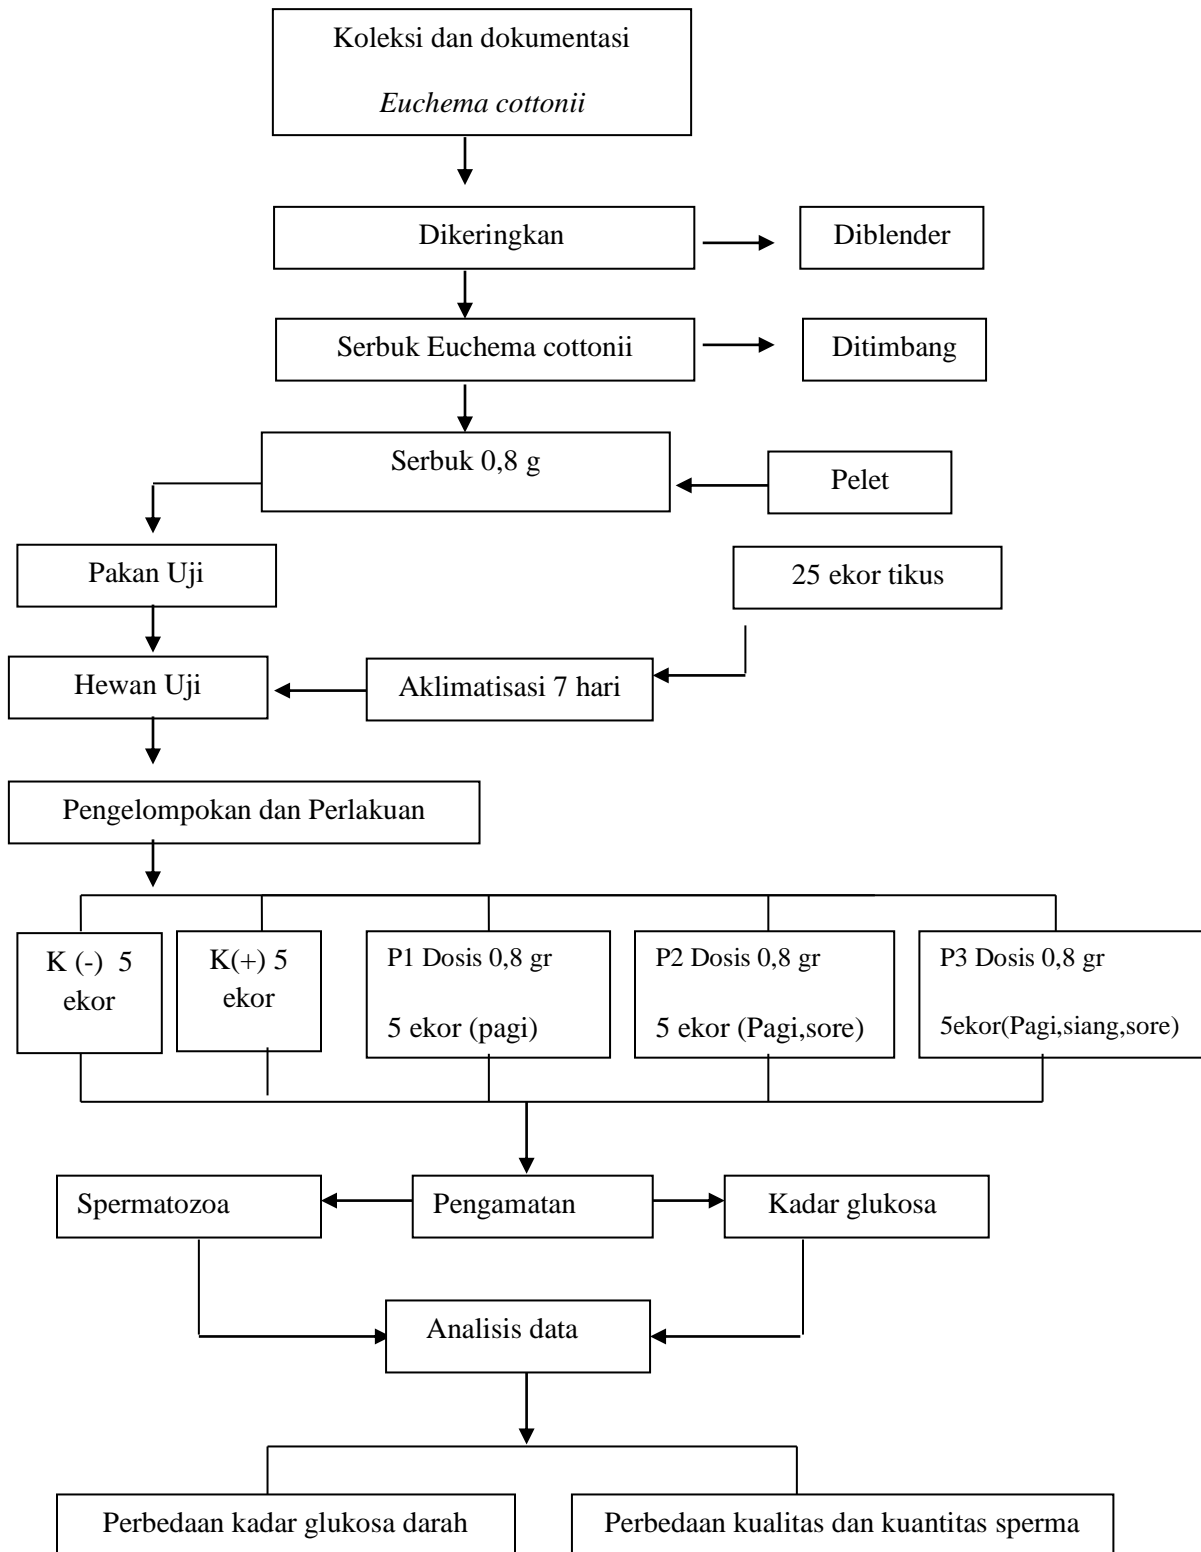 Koleksi dan dokumentasi
Euchema cottonii
Dikeringkan
Diblender
Serbuk Euchema cottonii
Ditimbang
Serbuk 0,8 g
Pelet
Pakan Uji
25 ekor tikus
Hewan Uji
Aklimatisasi 7 hari
Pengelompokan dan Perlakuan
K (-) 5
ekor
K(+) 5
ekor
P1 Dosis 0,8 gr
5 ekor (pagi)
P2 Dosis 0,8 gr
5 ekor (Pagi,sore)
P3 Dosis 0,8 gr
5ekor(Pagi,siang,sore)
Spermatozoa
Pengamatan
Kadar glukosa
Analisis data
Perbedaan kadar glukosa darah
Perbedaan kualitas dan kuantitas sperma